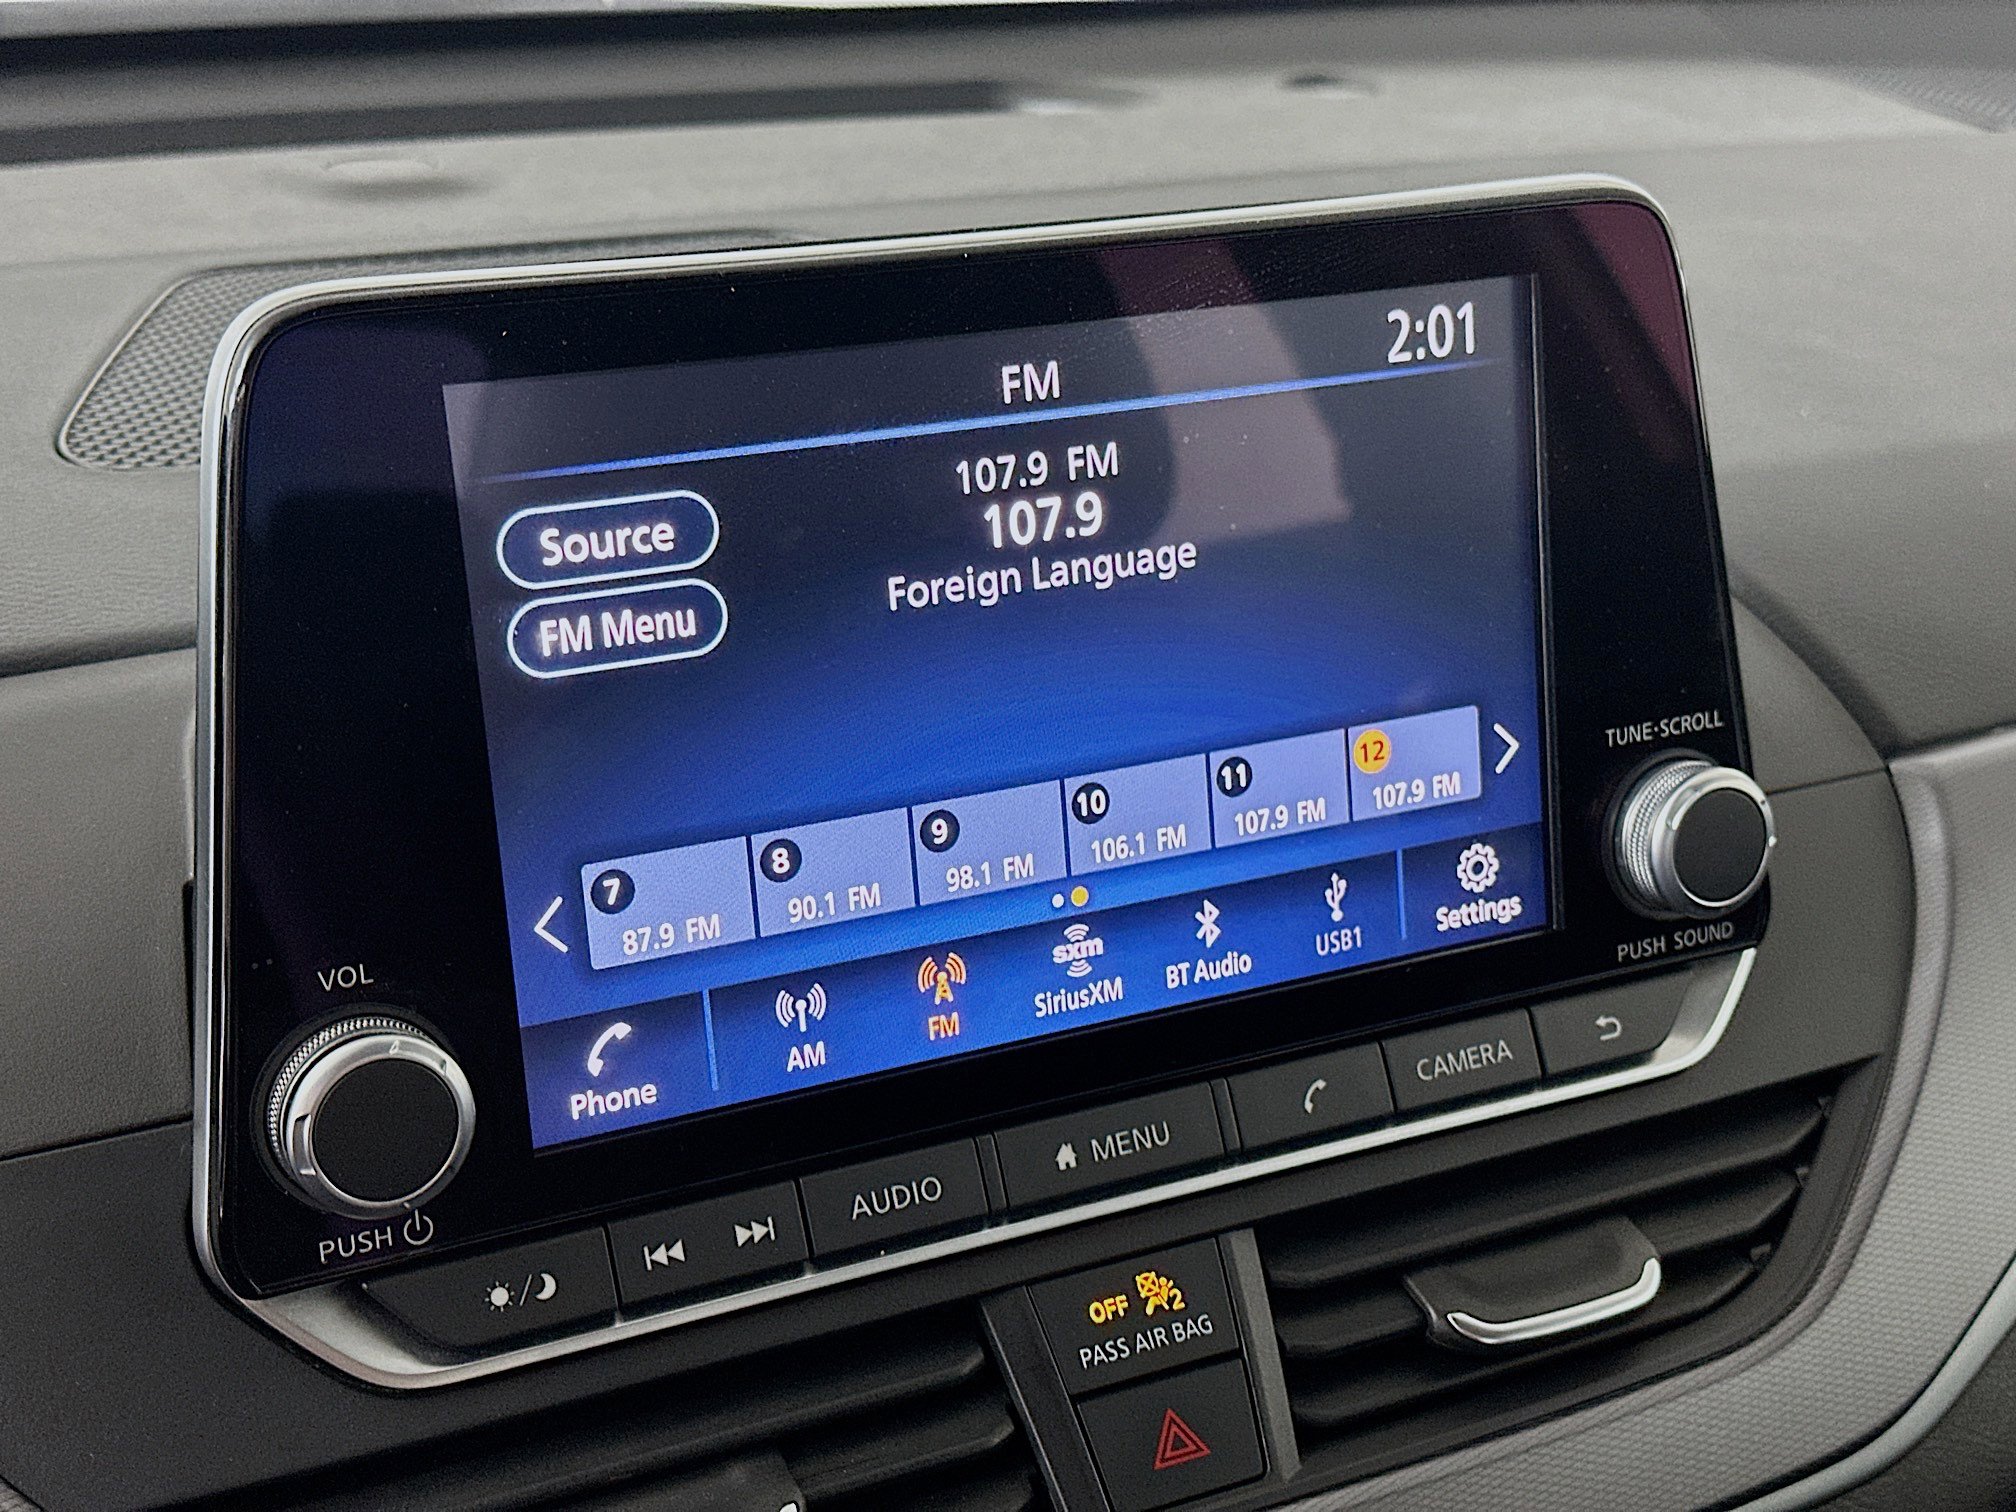 2:01
FM
107.9 FM
107.9
Foreign Language
Source
FM Menu
7
87.9 FM
8
90.1 FM
9
98.1 FM
10
106.1 FM
11
107.9 FM
12
107.9 FM
Phone
AM
FM
sxm
SiriusXM
BT Audio
USB1
Settings
TUNE·SCROLL
PUSH SOUND
VOL
PUSH
AUDIO
MENU
CAMERA
OFF 2
PASS AIR BAG